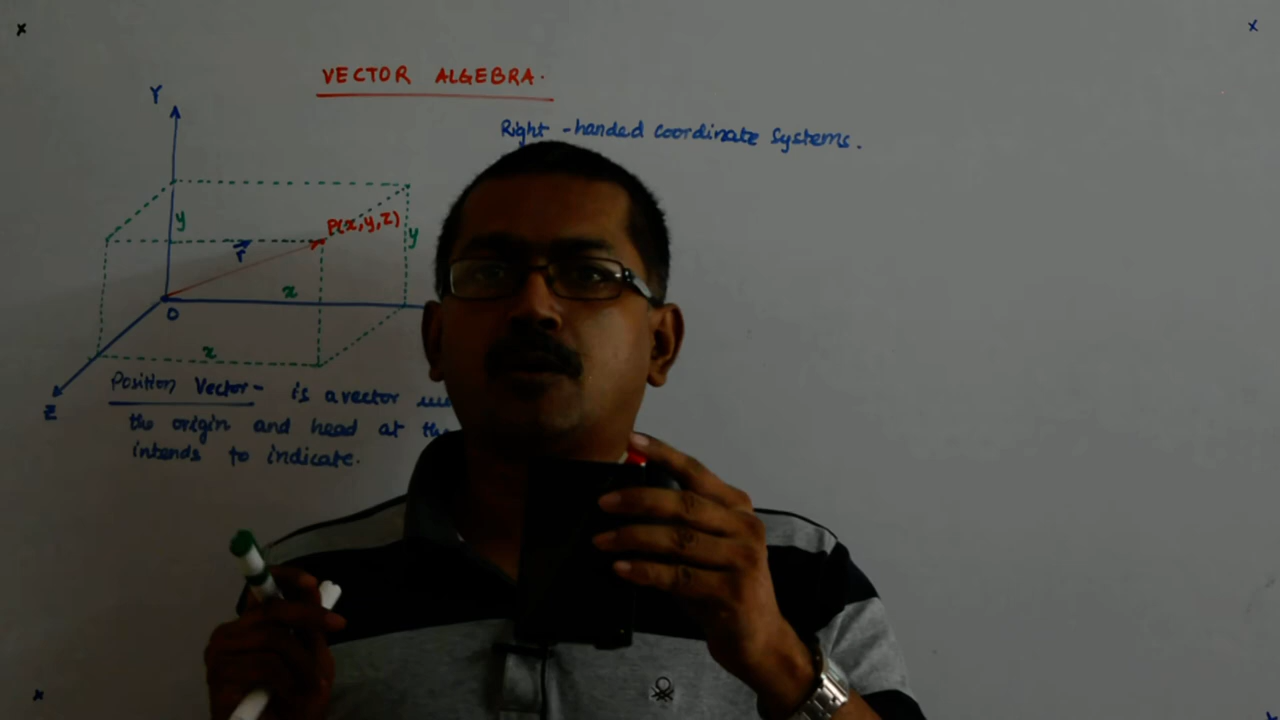 VECTOR ALGEBRA.
Right-handed coordinate systems.
Y
y
P(x,y,z)
y
r
x
O
x
Z
Position Vector - is a vector
the origin and head at the
intends to indicate.